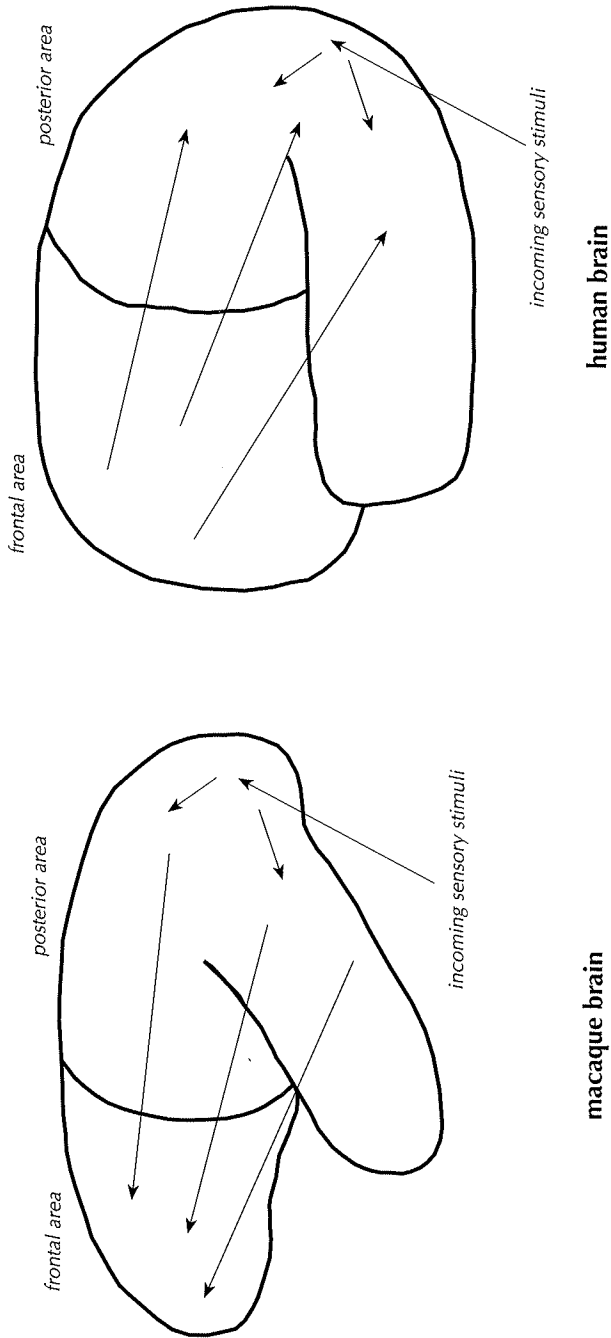 frontal area
posterior area
incoming sensory stimuli
macaque brain
frontal area
posterior area
incoming sensory stimuli
human brain